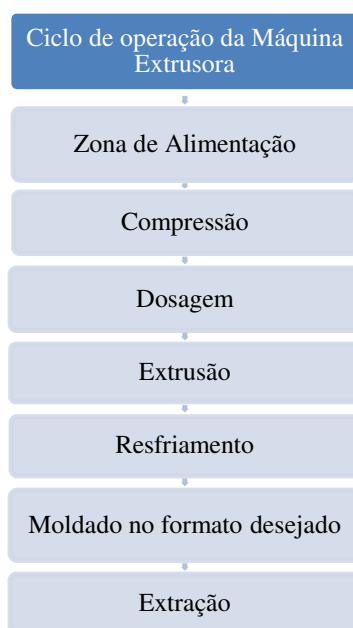 Ciclo de operação da Máquina
Extrusora
Zona de Alimentação
Compressão
Dosagem
Extrusão
Resfriamento
Moldado no formato desejado
Extração